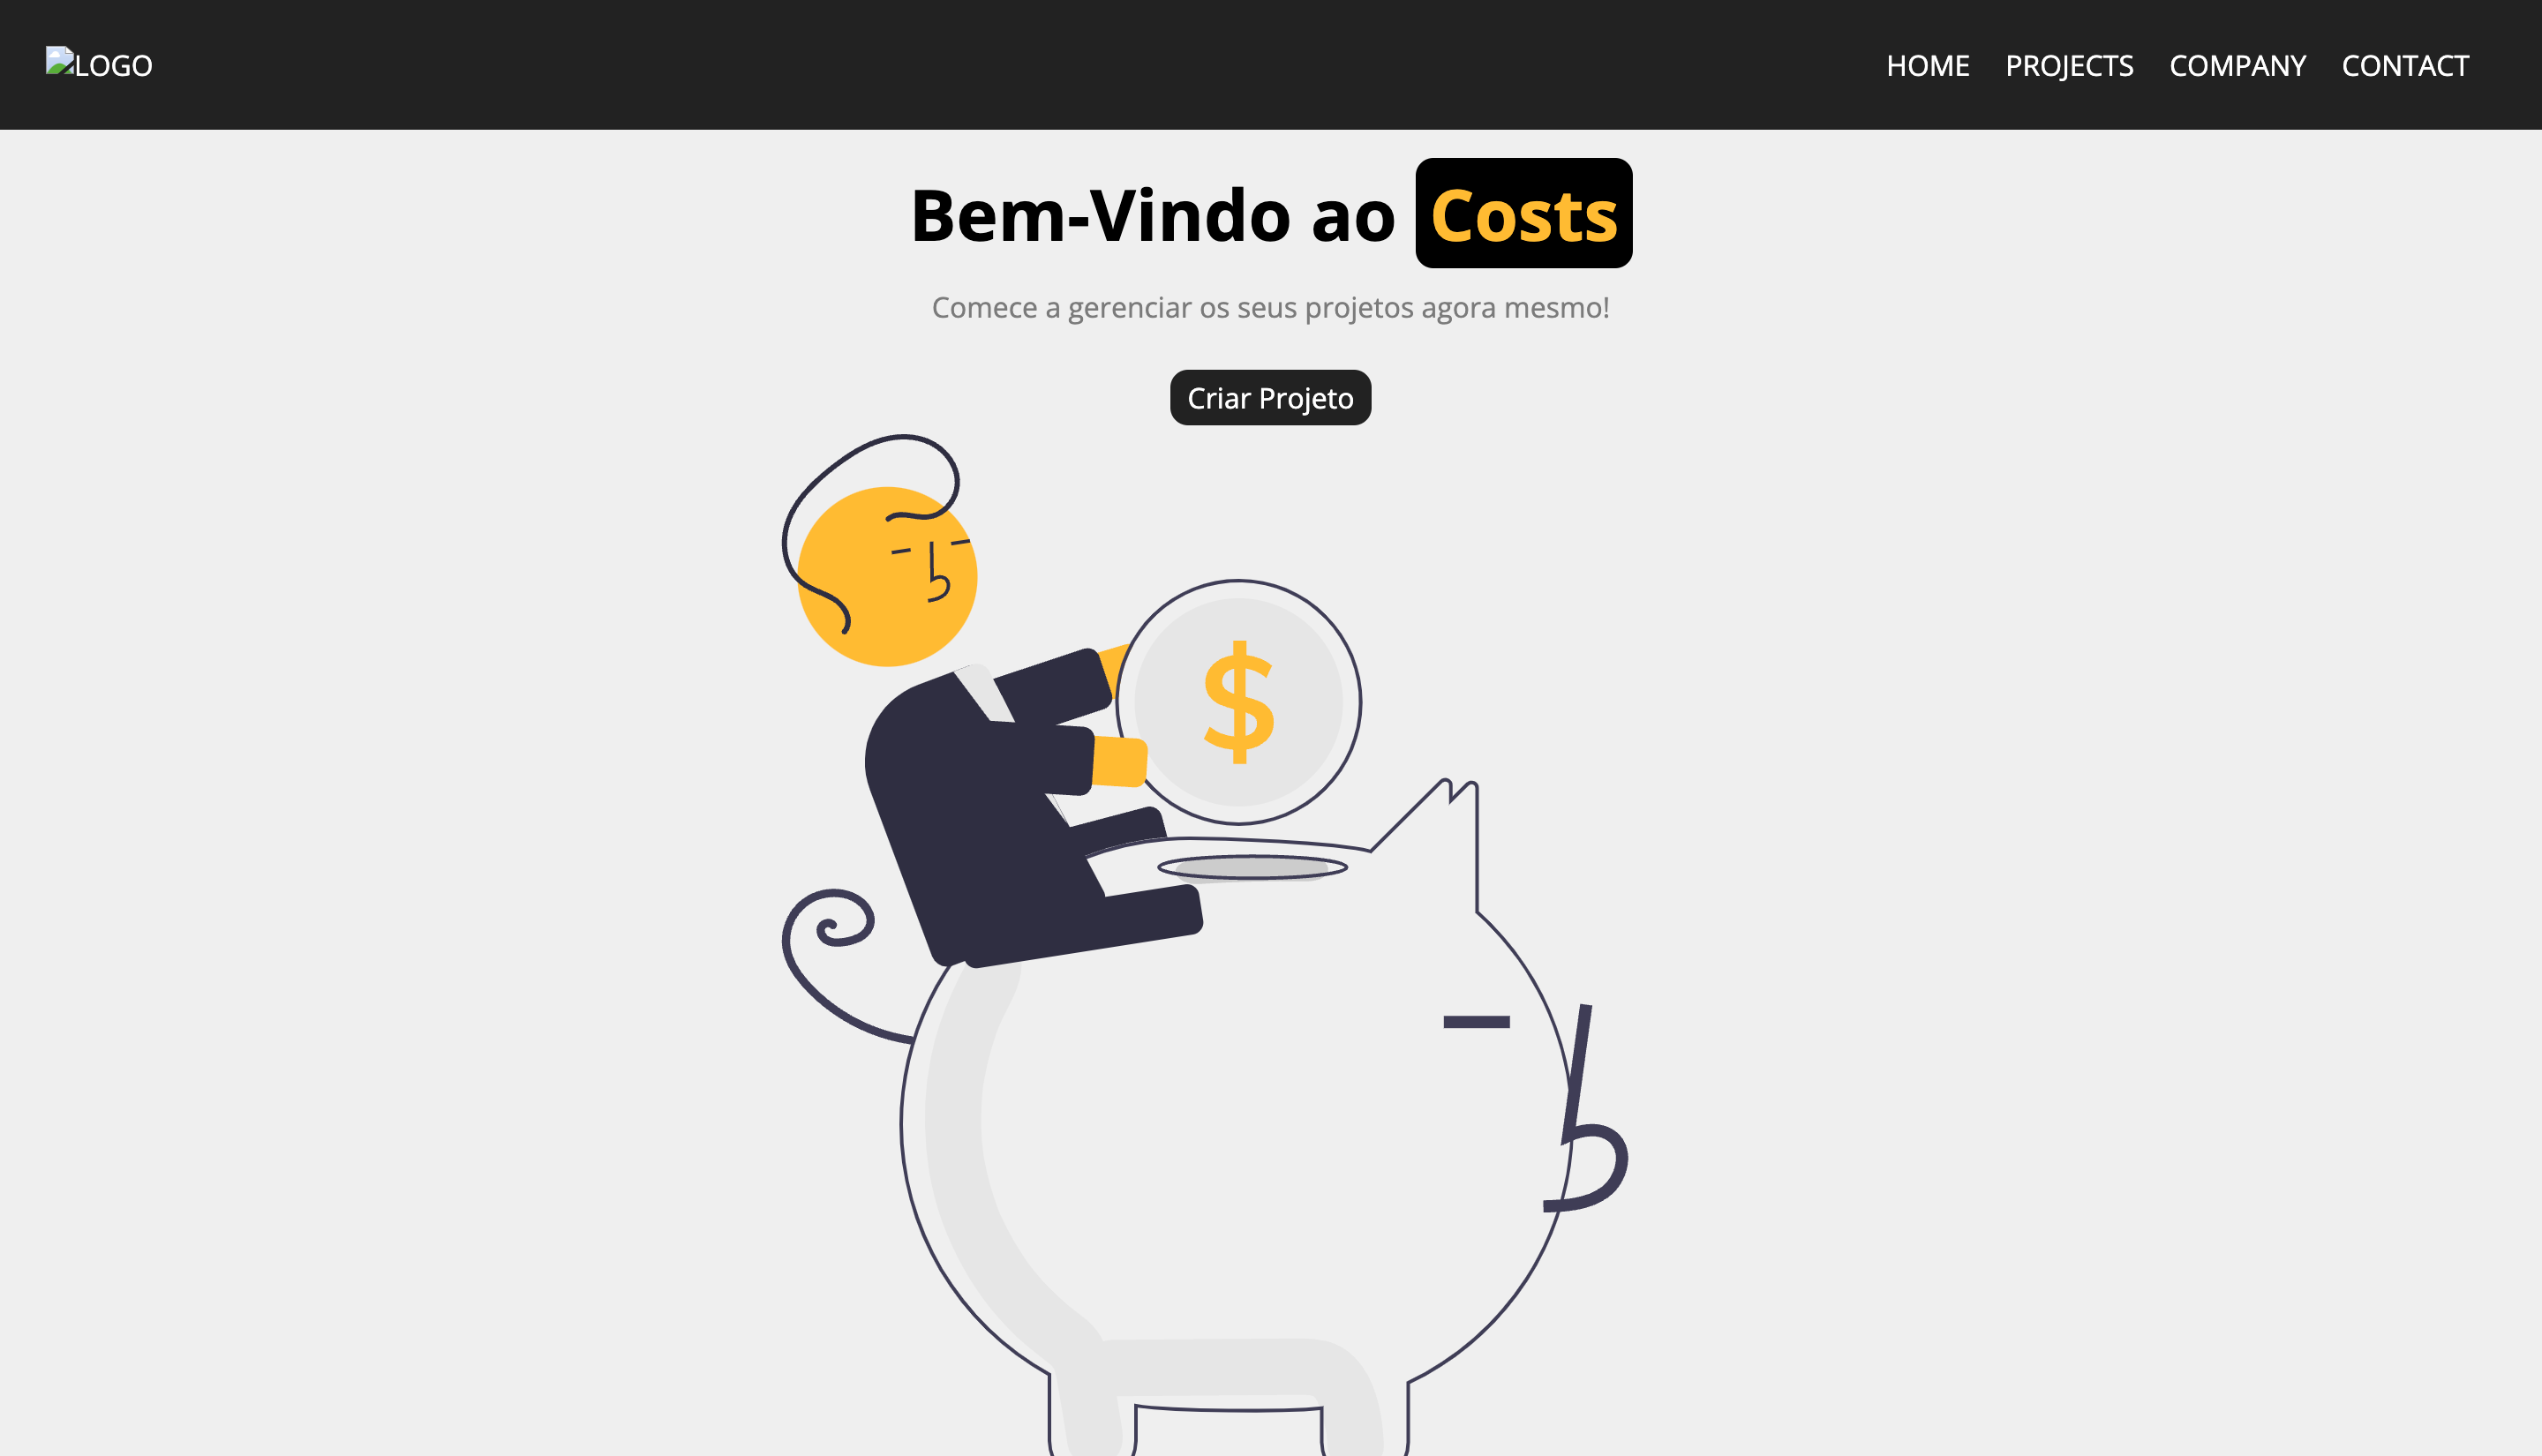 LOGO
HOME PROJECTS COMPANY CONTACT
Bem-Vindo ao Costs
Comece a gerenciar os seus projetos agora mesmo!
Criar Projeto
$